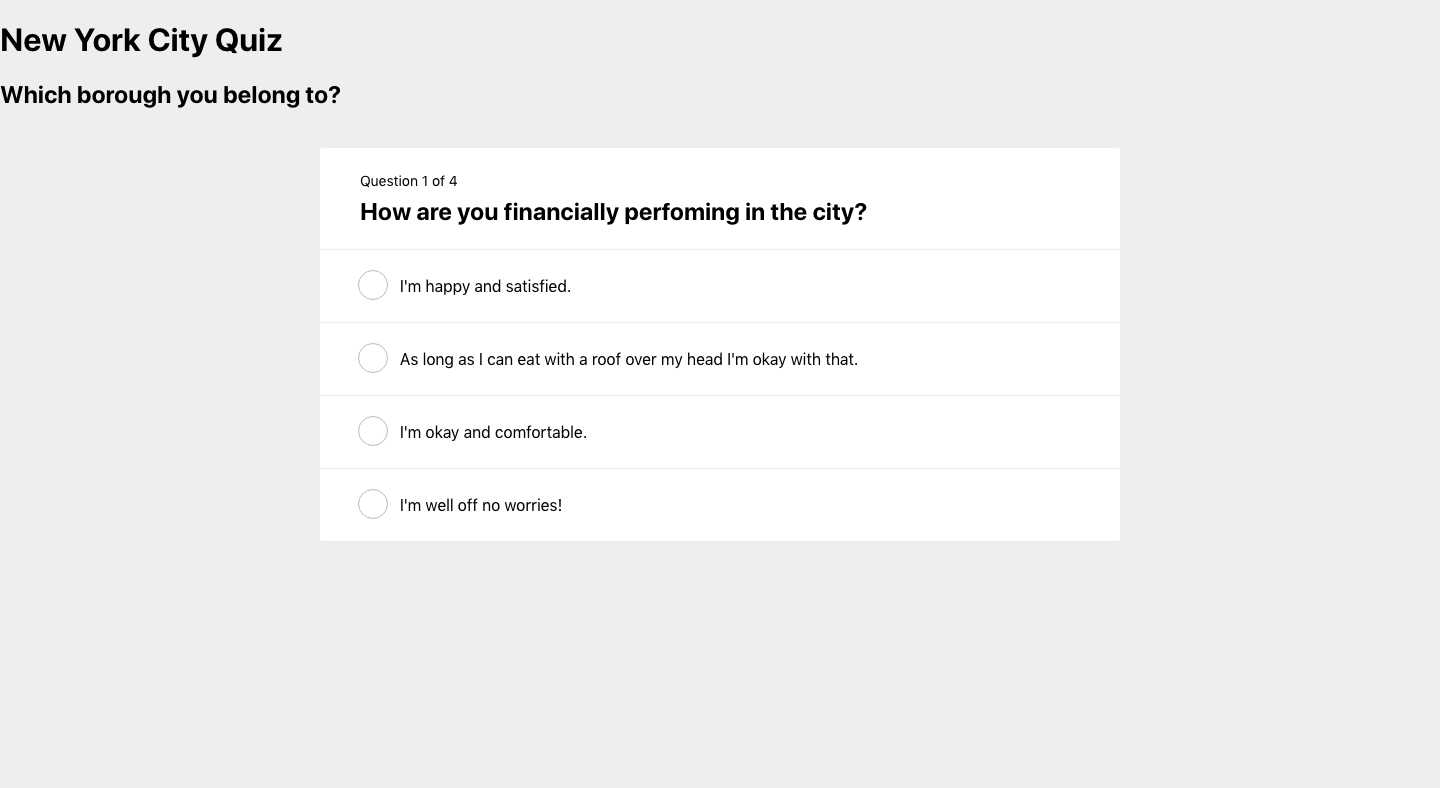 New York City Quiz
Which borough you belong to?
Question 1 of 4
How are you financially perfoming in the city?
I'm happy and satisfied.
As long as I can eat with a roof over my head I'm okay with that.
I'm okay and comfortable.
I'm well off no worries!